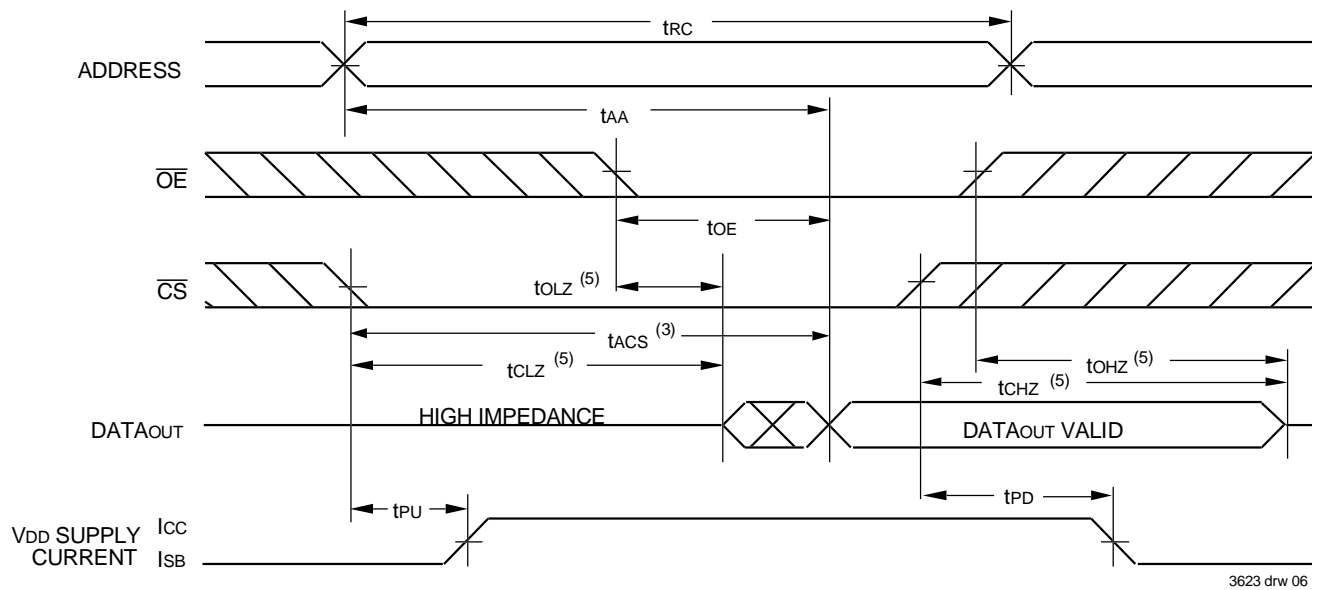 tRC
ADDRESS
tAA
OE
tOE
CS
tOLZ (5)
tACS (3)
tCLZ (5)
tOHZ (5)
tCHZ (5)
HIGH IMPEDANCE
DATAOUT
DATAOUT VALID
tPU
tPD
VDD SUPPLY ICC
CURRENT ISB
3623 drw 06